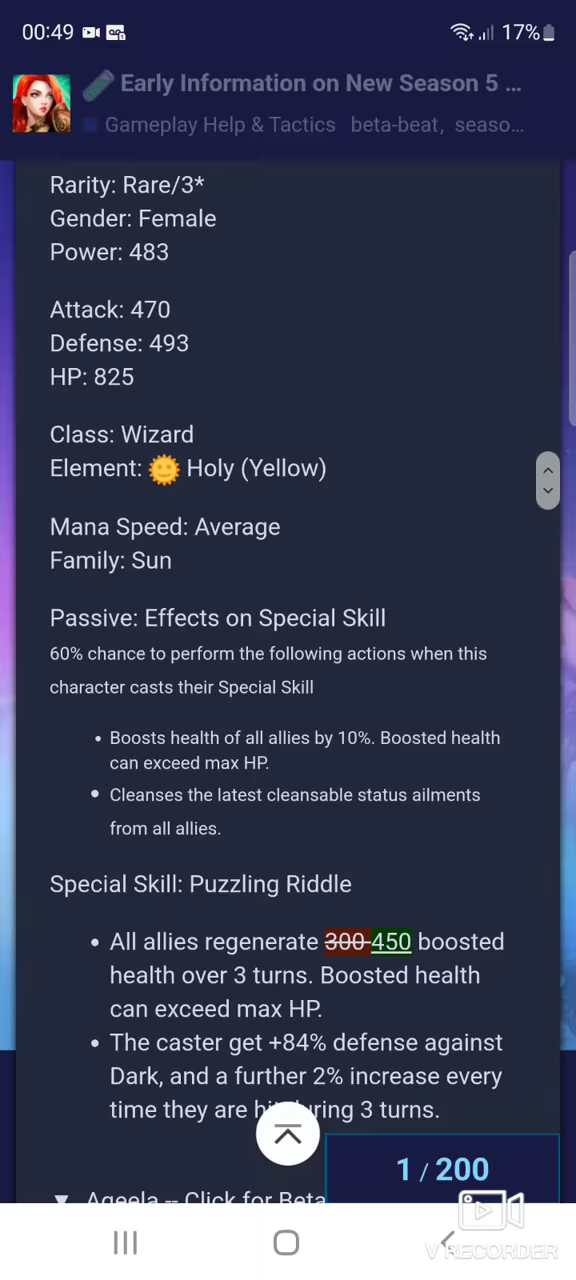 00:49
17%
Early Information on New Season 5 ...
Gameplay Help & Tactics beta-beat, seaso...
Rarity: Rare/3*
Gender: Female
Power: 483
Attack: 470
Defense: 493
HP: 825
Class: Wizard
Element: 🌞 Holy (Yellow)
Mana Speed: Average
Family: Sun
Passive: Effects on Special Skill
60% chance to perform the following actions when this
character casts their Special Skill
• Boosts health of all allies by 10%. Boosted health
can exceed max HP.
• Cleanses the latest cleansable status ailments
from all allies.
Special Skill: Puzzling Riddle
• All allies regenerate 300 450 boosted
health over 3 turns. Boosted health
can exceed max HP.
• The caster get +84% defense against
Dark, and a further 2% increase every
time they are hit during 3 turns.
1 / 200
▼ Aqeela -- Click for Beta
V RECORDER